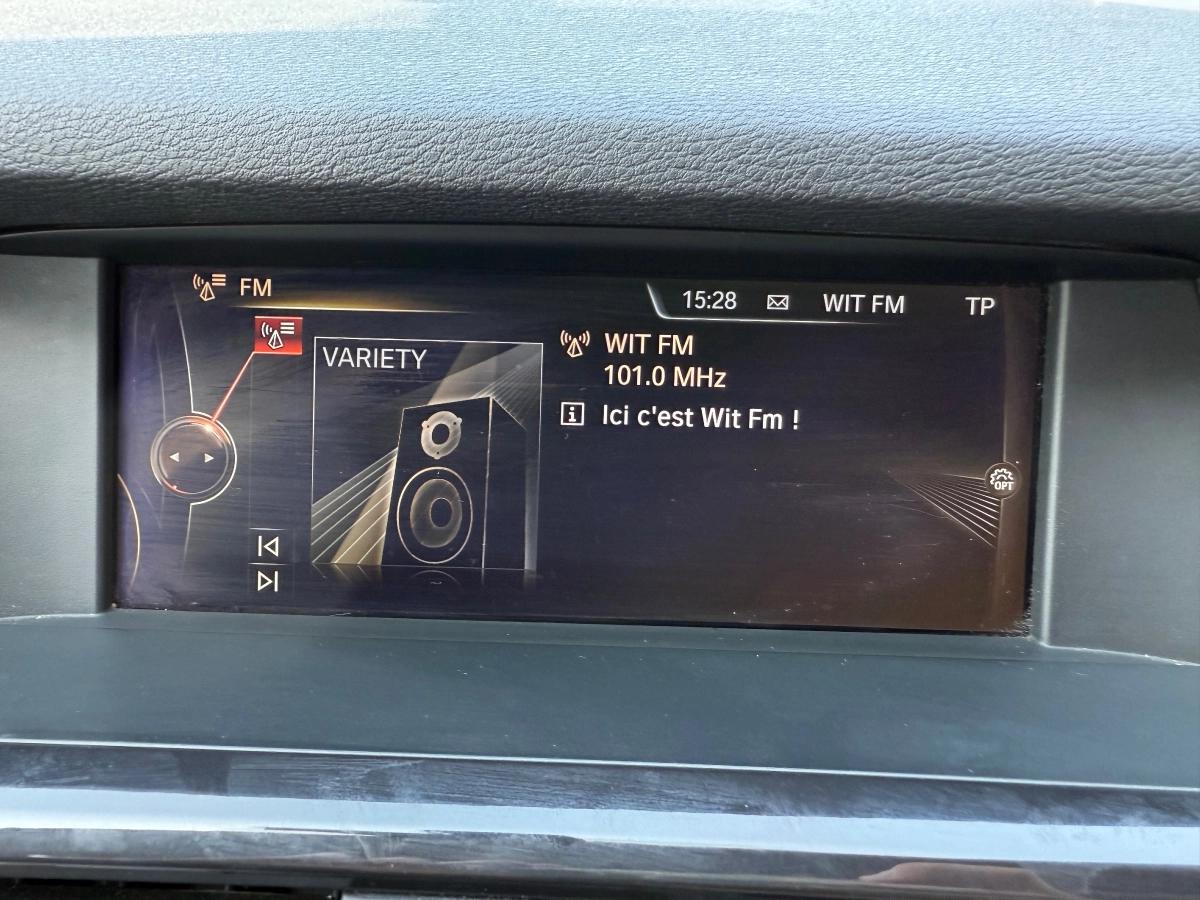 FM
15:28 WIT FM TP
VARIETY
WIT FM
101.0 MHz
Ici c'est Wit Fm !
OPT